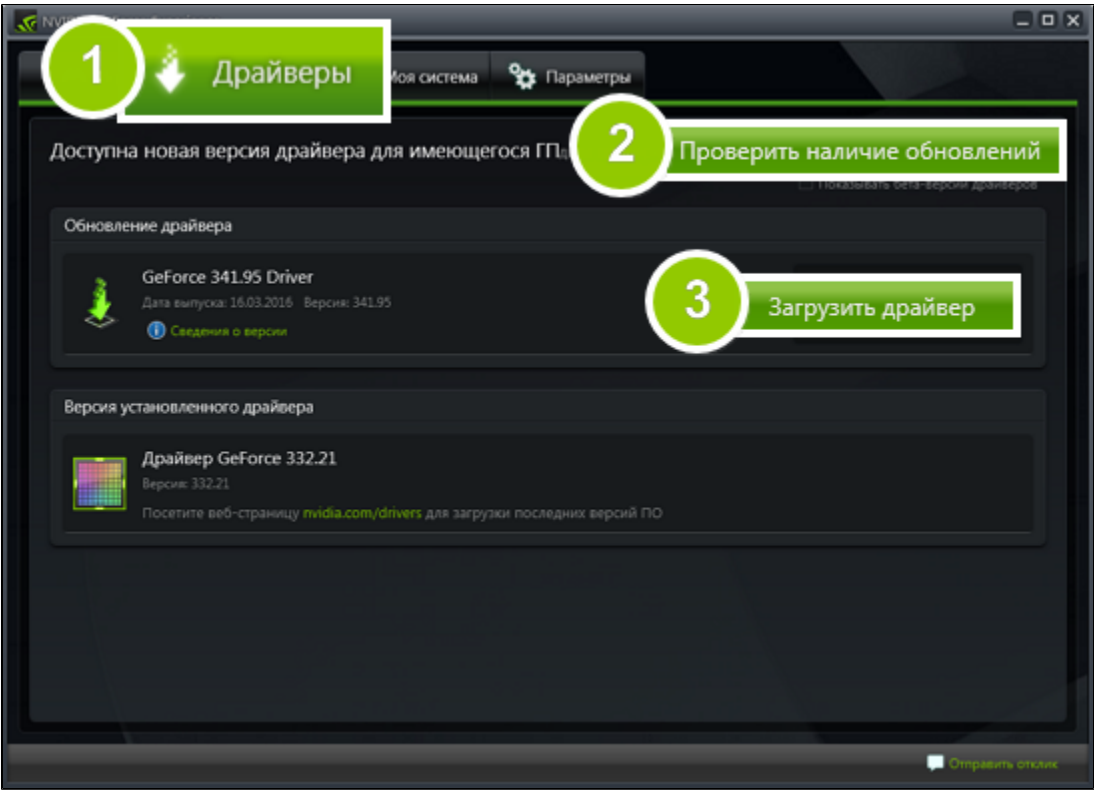 1
Драйверы
Моя система
Параметры
Доступна новая версия драйвера для имеющегося ГП
2
Проверить наличие обновлений
Показывать бета-версии драйверов
Обновление драйвера
GeForce 341.95 Driver
Дата выпуска: 16.03.2016 Версия: 341.95
Сведения о версии
3
Загрузить драйвер
Версия установленного драйвера
Драйвер GeForce 332.21
Версия: 332.21
Посетите веб-страницу nvidia.com/drivers для загрузки последних версий ПО
Отправить отклик